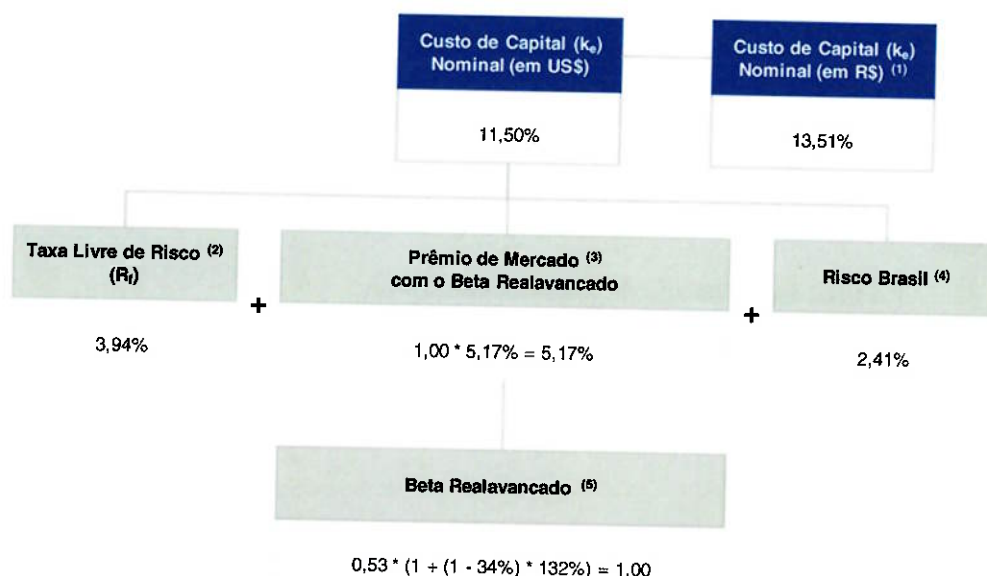 Custo de Capital (kₑ)
Nominal (em US$)
Custo de Capital (kₑ)
Nominal (em R$) (1)
11,50%
13,51%
Taxa Livre de Risco (2)
(Rf)
Prêmio de Mercado (3)
com o Beta Realavancado
Risco Brasil (4)
+
+
3,94%
1,00 * 5,17% = 5,17%
2,41%
Beta Realavancado (5)
0,53 * (1 + (1 - 34%) * 132%) = 1,00